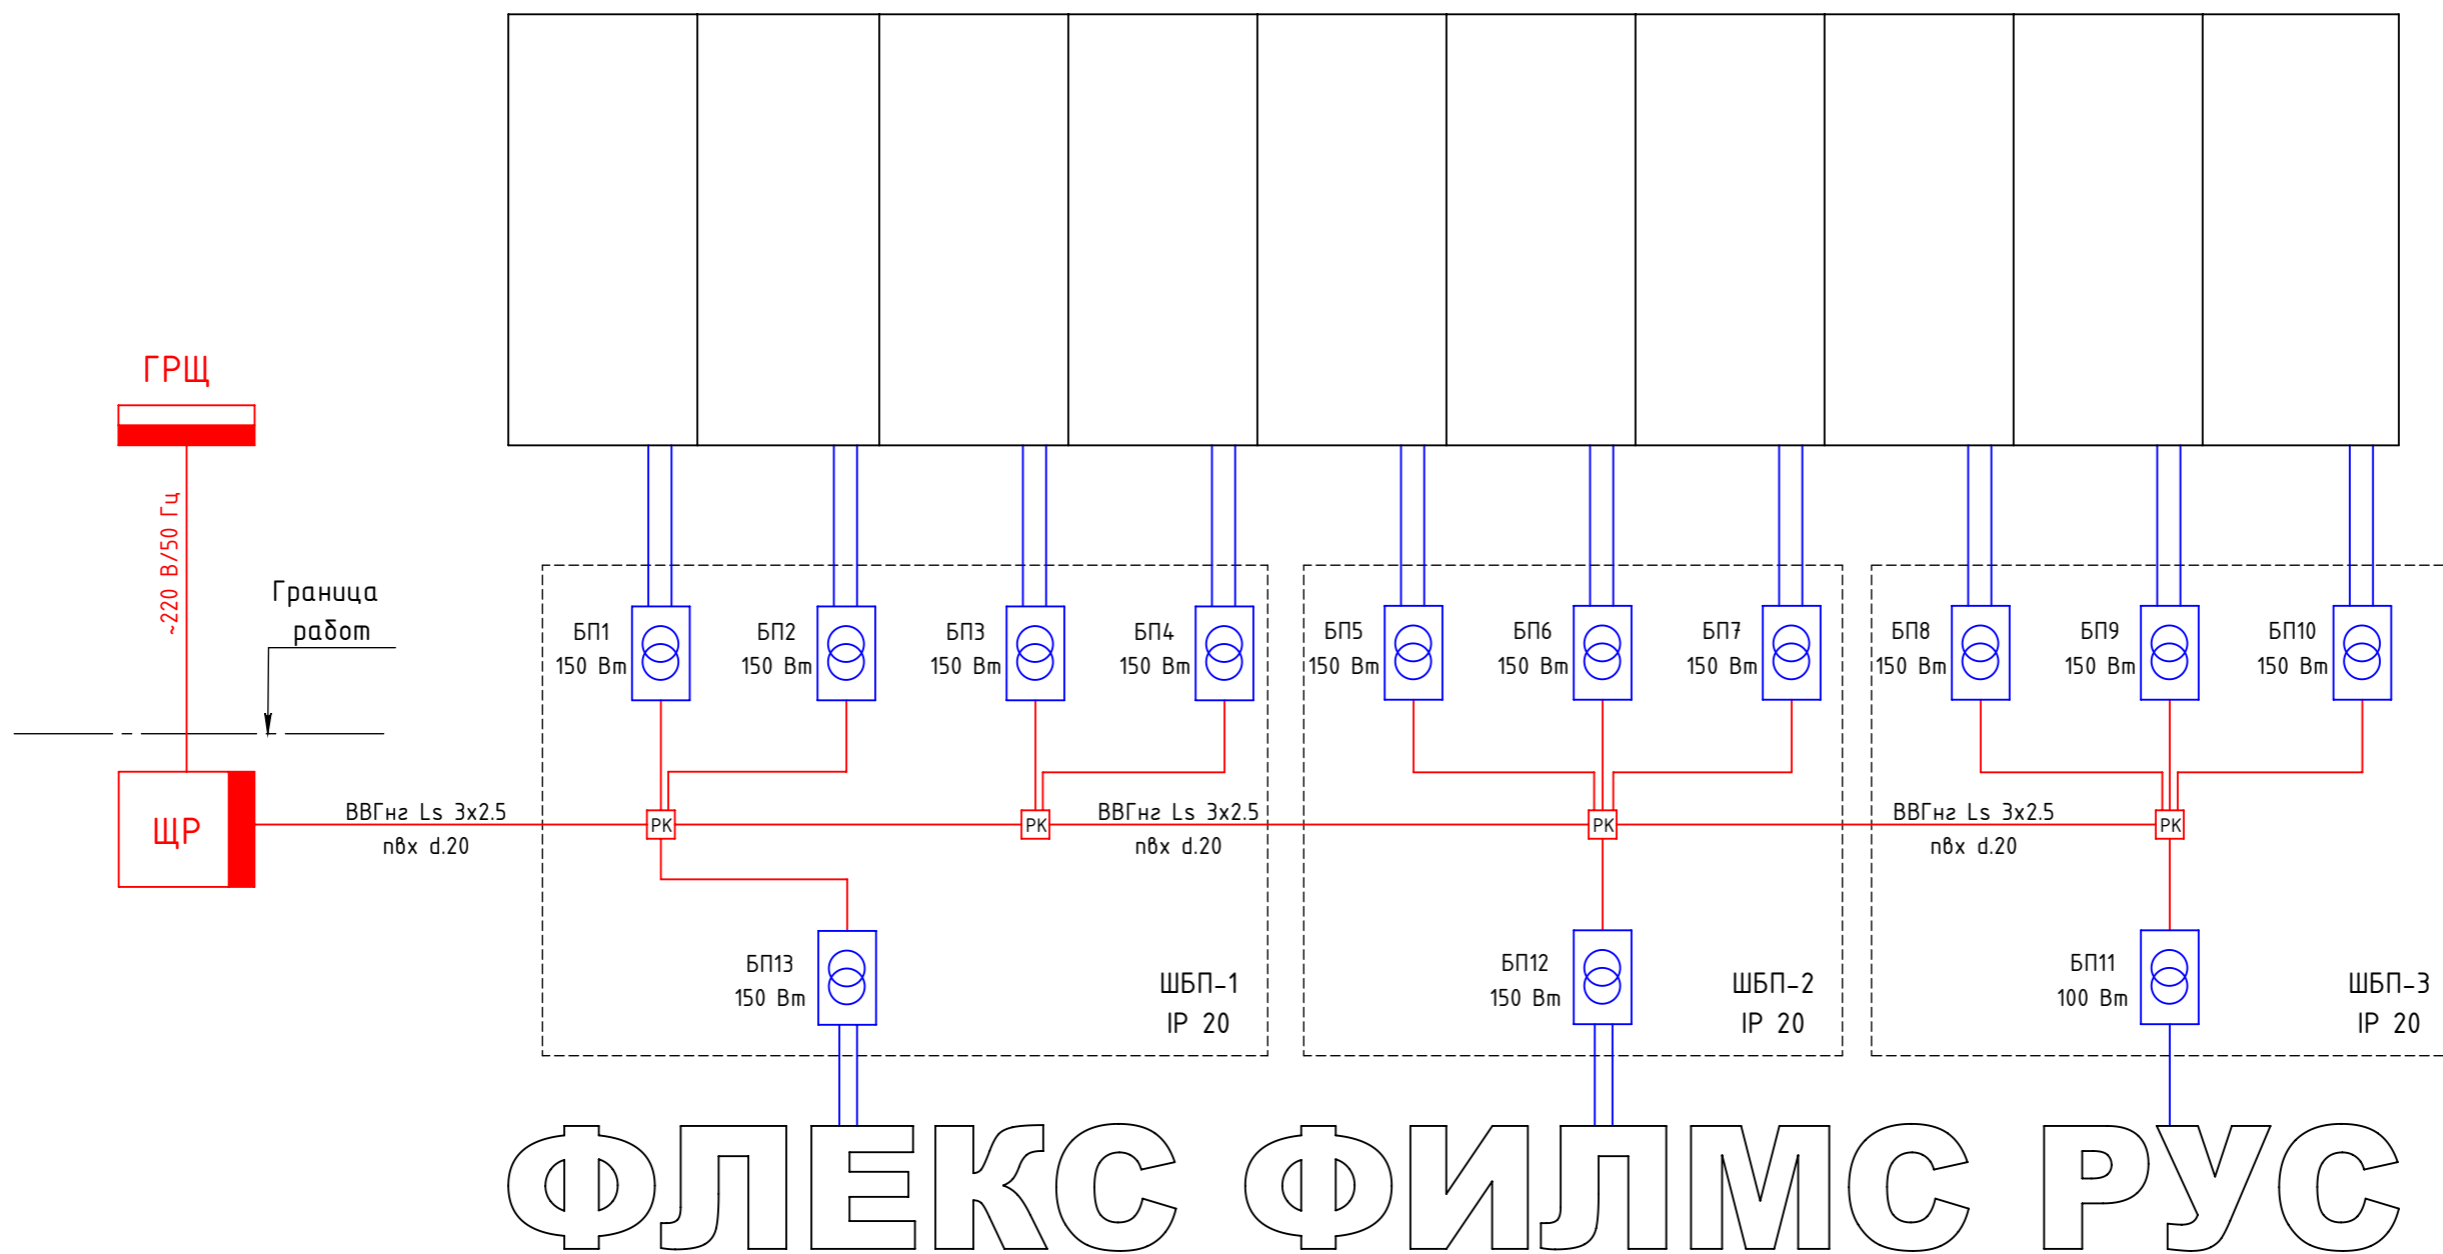 ГРЩ
~220 В/50 Гц
Граница
работ
ЩР
ВВГнг Ls 3х2.5
пвх d.20
БП1
150 Вт
БП2
150 Вт
БП3
150 Вт
БП4
150 Вт
БП5
150 Вт
БП6
150 Вт
БП7
150 Вт
БП8
150 Вт
БП9
150 Вт
БП10
150 Вт
РК
РК
ВВГнг Ls 3х2.5
пвх d.20
РК
ВВГнг Ls 3х2.5
пвх d.20
РК
БП13
150 Вт
ШБП-1
IP 20
БП12
150 Вт
ШБП-2
IP 20
БП11
100 Вт
ШБП-3
IP 20
ФЛЕКС ФИЛМС РУС